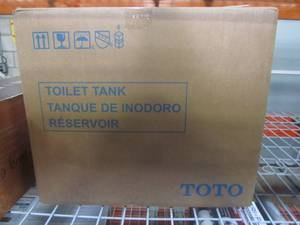 TOILET TANK
TANQUE DE INODORO
RÉSERVOIR
TOTO